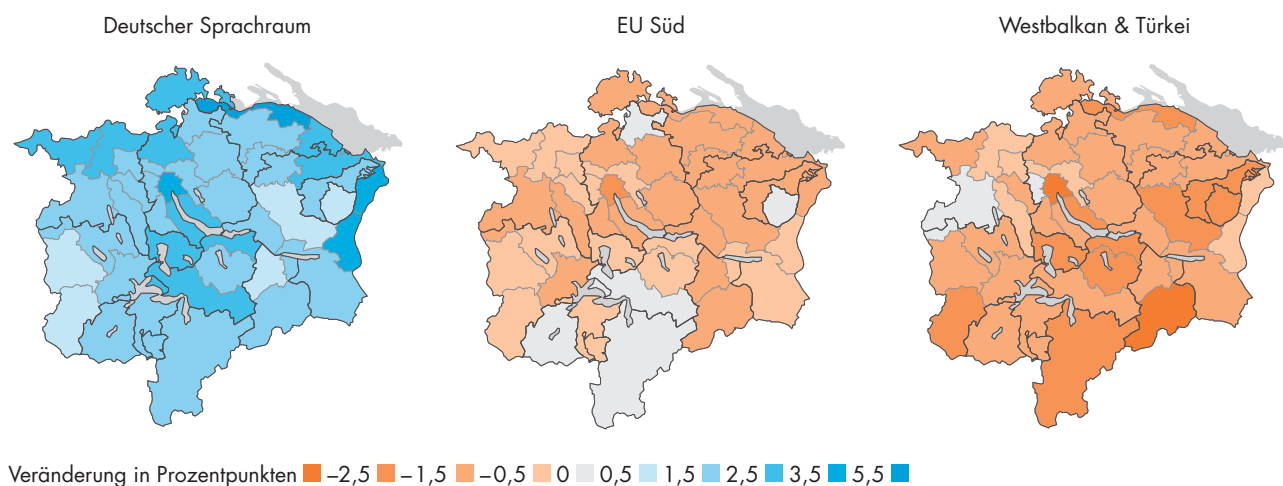 Deutscher Sprachraum
EU Süd
Westbalkan & Türkei
Veränderung in Prozentpunkten –2,5 –1,5 –0,5 0 0,5 1,5 2,5 3,5 5,5